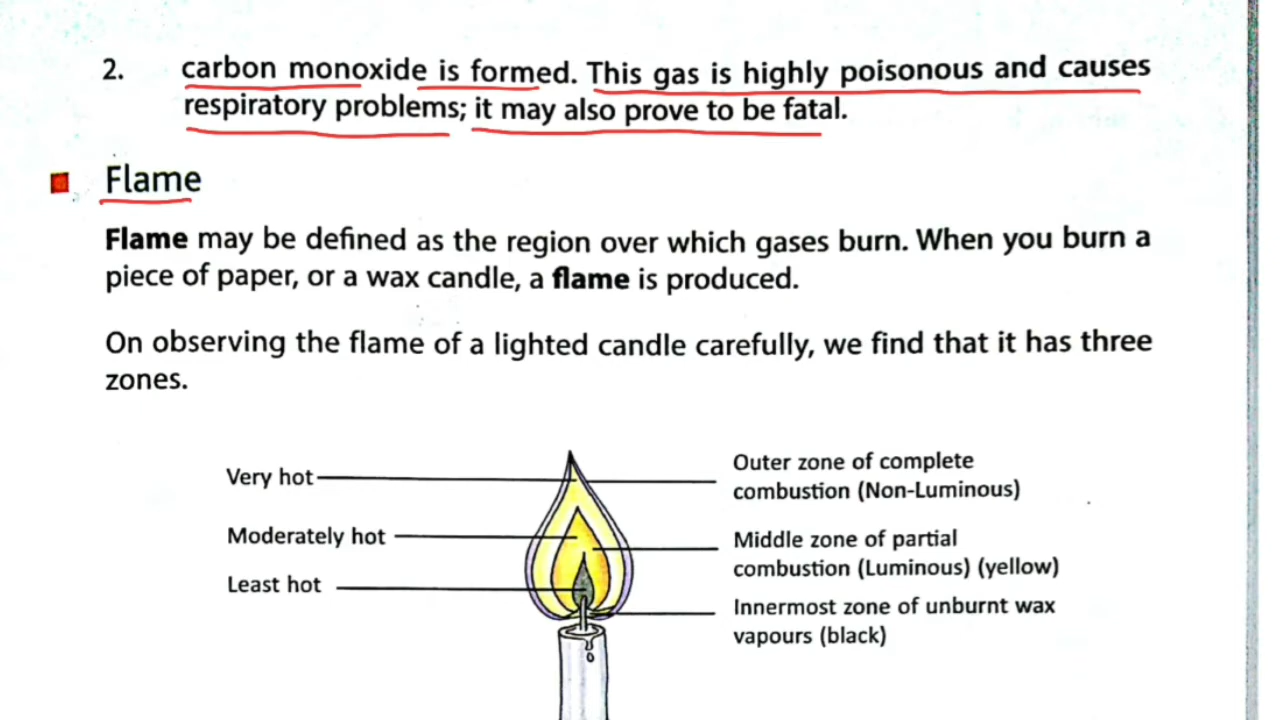 2. carbon monoxide is formed. This gas is highly poisonous and causes
respiratory problems; it may also prove to be fatal.
Flame
Flame may be defined as the region over which gases burn. When you burn a
piece of paper, or a wax candle, a flame is produced.
On observing the flame of a lighted candle carefully, we find that it has three
zones.
Very hot
Moderately hot
Least hot
Outer zone of complete
combustion (Non-Luminous)
Middle zone of partial
combustion (Luminous) (yellow)
Innermost zone of unburnt wax
vapours (black)